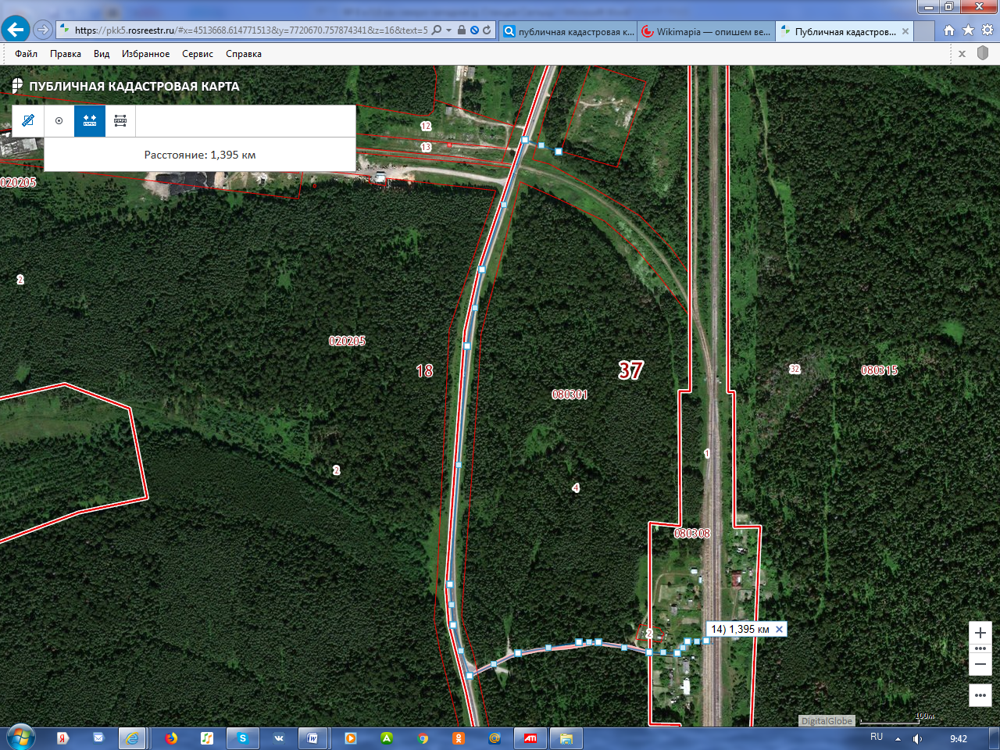 https://pkk5.rosreestr.ru/#x=4513668.614771513&y=7720670.757874341&z=16&text=5
публичная кадастровая к...
Wikimapia — опишем ве...
Публичная кадастров...
Файл Правка Вид Избранное Сервис Справка
ПУБЛИЧНАЯ КАДАСТРОВАЯ КАРТА
Расстояние: 1,395 км
12
13
020205
2
020205
18
37
080301
32
080315
1
2
4
080308
2
14) 1,395 км
DigitalGlobe
100м
RU
9:42